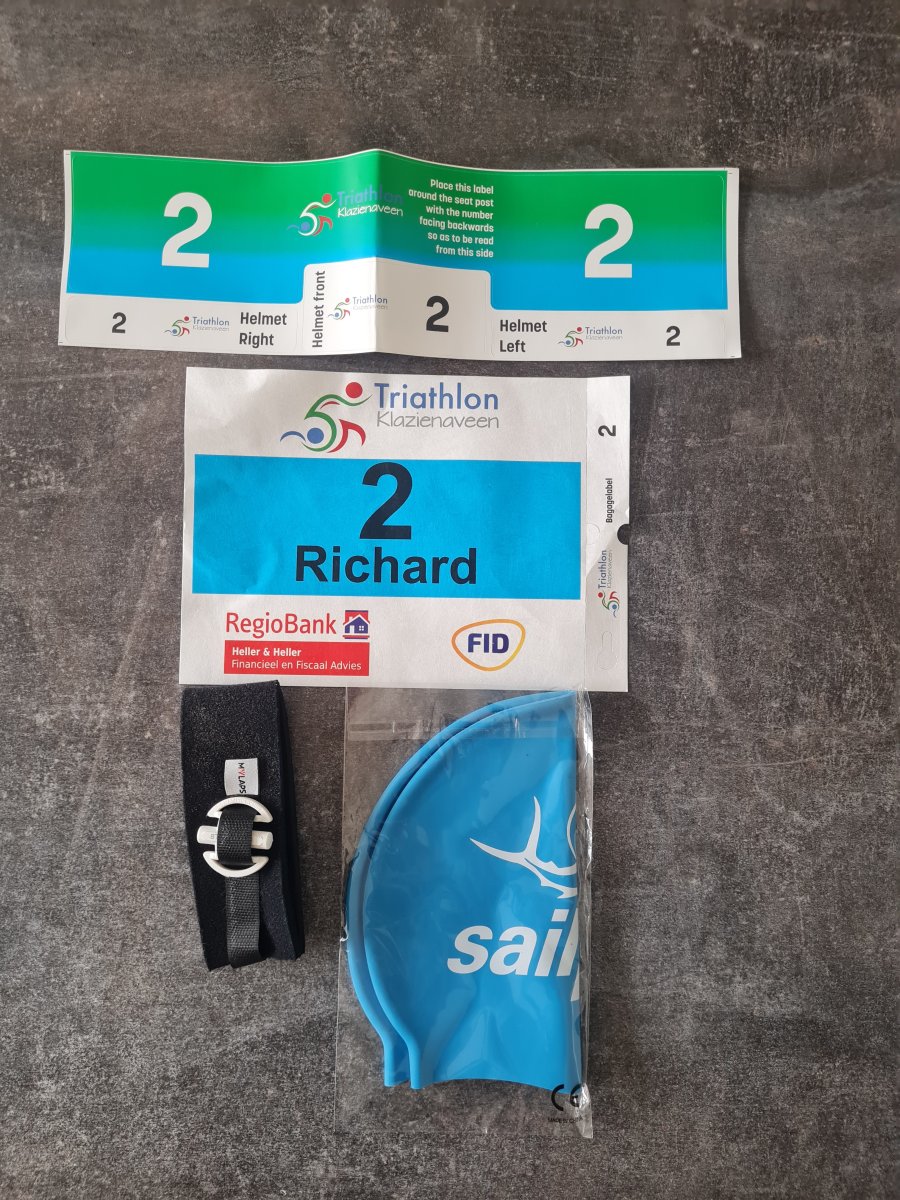 2
Triathlon
Klazienaveen
Place this label
around the seat post
with the number
facing backwards
so as to be read
from this side
2
2
Triathlon
Klazienaveen
Helmet
Right
Helmet front
Triathlon
Klazienaveen
2
Helmet
Left
Triathlon
Klazienaveen
2
Triathlon
Klazienaveen
2
Richard
RegioBank
Heller & Heller
Financieel en Fiscaal Advies
FID
2
Bagagelabel
Triathlon
Klazienaveen
MYLAPS
sail
CE